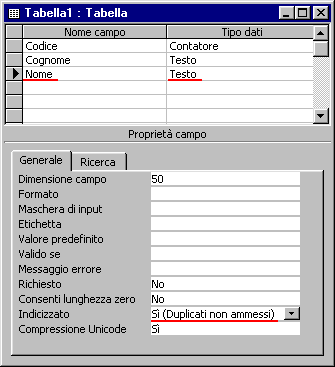 Tabella1 : Tabella
Nome campo Tipo dati
Codice Contatore
Cognome Testo
Nome Testo
Proprietà campo
Generale Ricerca
Dimensione campo 50
Formato
Maschera di input
Etichetta
Valore predefinito
Valido se
Messaggio errore
Richiesto No
Consenti lunghezza zero No
Indicizzato Sì (Duplicati non ammessi)
Compressione Unicode Sì